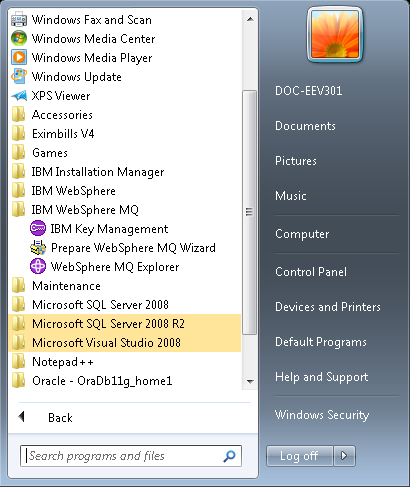 Windows Fax and Scan
Windows Media Center
Windows Media Player
Windows Update
XPS Viewer
Accessories
Eximbills V4
Games
IBM Installation Manager
IBM WebSphere
IBM WebSphere MQ
IBM Key Management
Prepare WebSphere MQ Wizard
WebSphere MQ Explorer
Maintenance
Microsoft SQL Server 2008
Microsoft SQL Server 2008 R2
Microsoft Visual Studio 2008
Notepad++
Oracle - OraDb11g_home1
Back
Search programs and files
DOC-EEV301
Documents
Pictures
Music
Computer
Control Panel
Devices and Printers
Default Programs
Help and Support
Windows Security
Log off